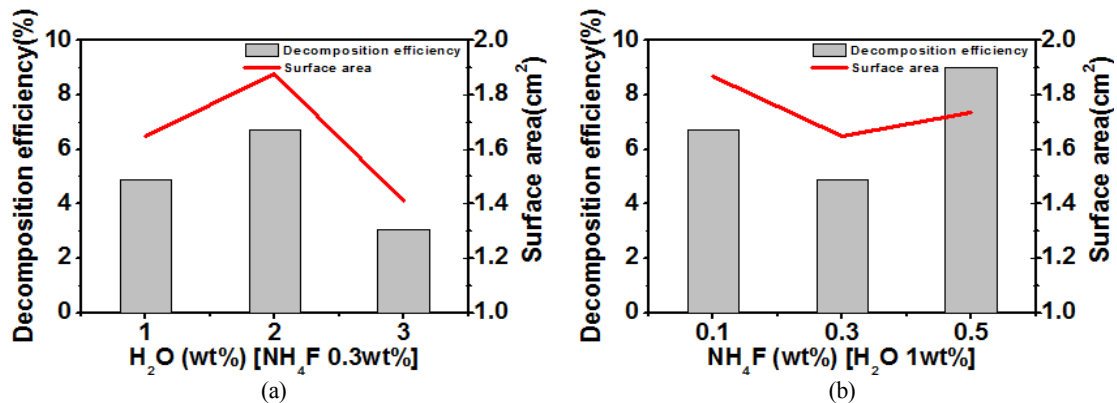 Decomposition efficiency(%)
10
8
6
4
2
0
Decomposition efficiency
Surface area
2.0
1.8
1.6
1.4
1.2
1.0
Surface area(cm²)
1 2 3
H₂O (wt%) [NH₄F 0.3wt%]
(a)
Decomposition efficiency(%)
10
8
6
4
2
0
Decomposition efficiency
Surface area
2.0
1.8
1.6
1.4
1.2
1.0
Surface area(cm²)
0.1 0.3 0.5
NH₄F (wt%) [H₂O 1wt%]
(b)